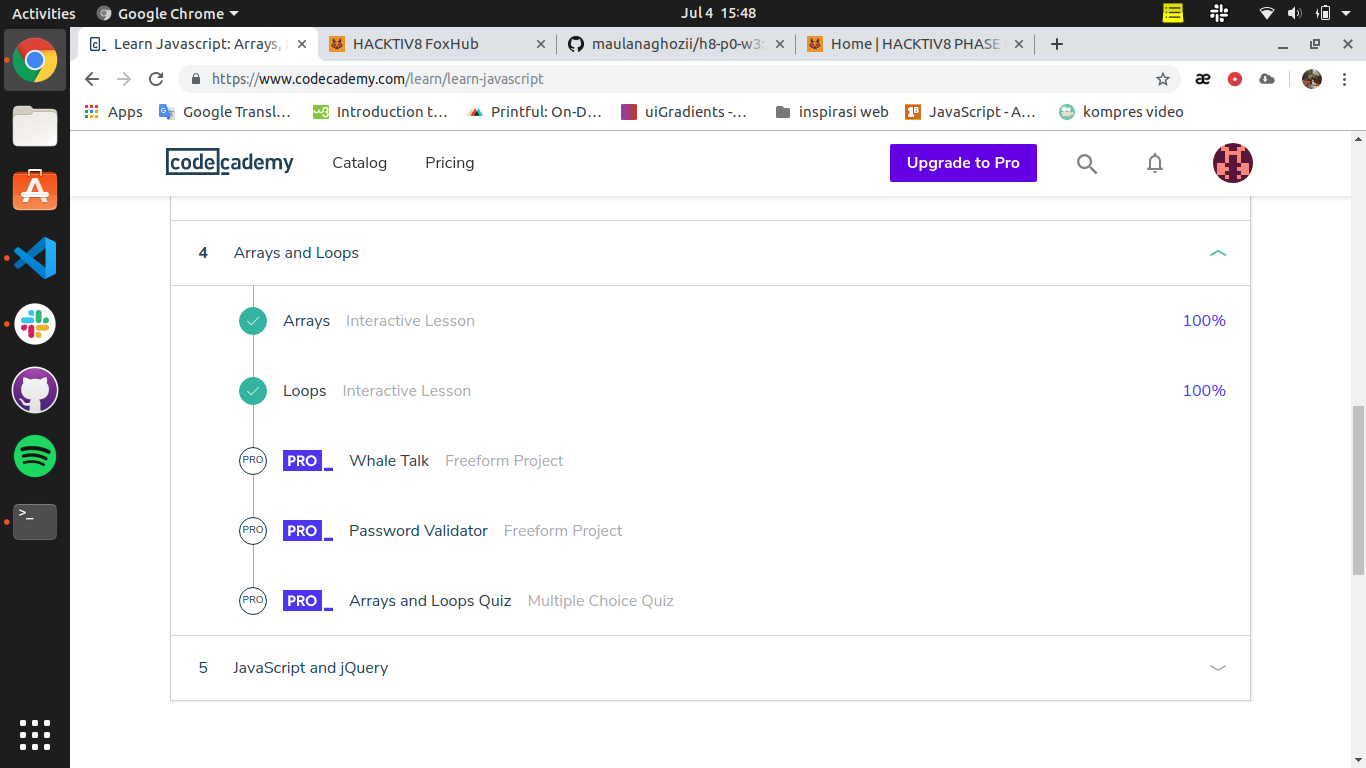 Activities Google Chrome Jul 4 15:48
Learn Javascript: Arrays, HACKTIV8 FoxHub maulanaghozii/h8-p0-w3 Home | HACKTIV8 PHASE
https://www.codecademy.com/learn/learn-javascript
Apps Google Transl… Introduction t… Printful: On-D… uiGradients -… inspirasi web JavaScript - A… kompres video
codecademy Catalog Pricing Upgrade to Pro
4 Arrays and Loops
Arrays Interactive Lesson 100%
Loops Interactive Lesson 100%
PRO PRO_ Whale Talk Freeform Project
PRO PRO_ Password Validator Freeform Project
PRO PRO_ Arrays and Loops Quiz Multiple Choice Quiz
5 JavaScript and jQuery